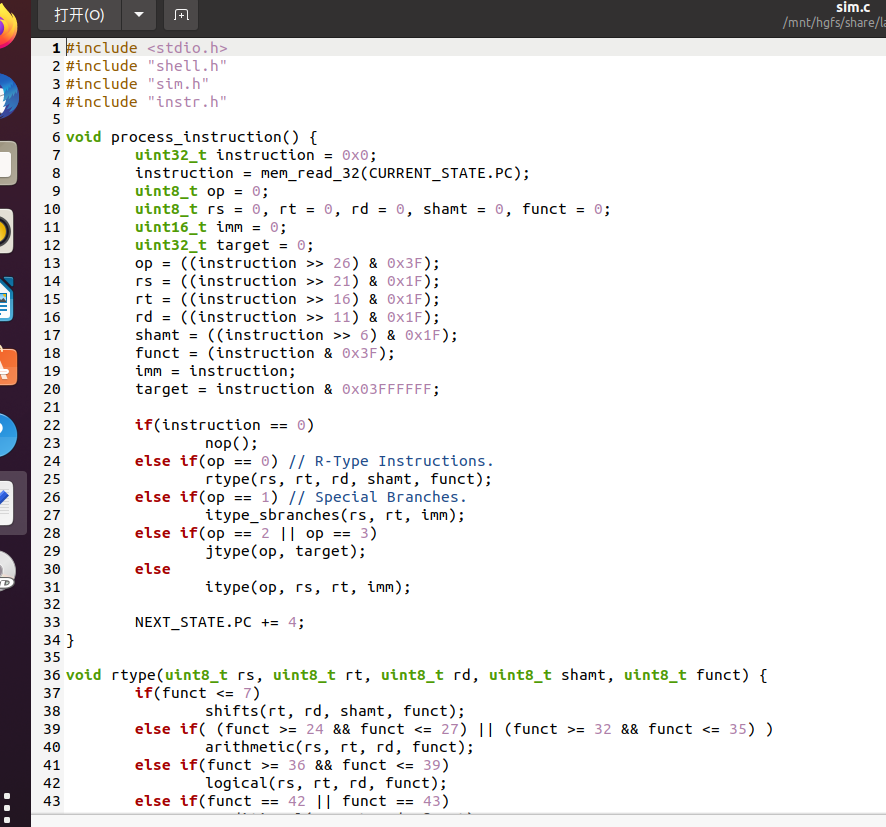 打开(O)
sim.c
/mnt/hgfs/share/la
1 #include <stdio.h>
2 #include "shell.h"
3 #include "sim.h"
4 #include "instr.h"
5
6 void process_instruction() {
7 uint32_t instruction = 0x0;
8 instruction = mem_read_32(CURRENT_STATE.PC);
9 uint8_t op = 0;
10 uint8_t rs = 0, rt = 0, rd = 0, shamt = 0, funct = 0;
11 uint16_t imm = 0;
12 uint32_t target = 0;
13 op = ((instruction >> 26) & 0x3F);
14 rs = ((instruction >> 21) & 0x1F);
15 rt = ((instruction >> 16) & 0x1F);
16 rd = ((instruction >> 11) & 0x1F);
17 shamt = ((instruction >> 6) & 0x1F);
18 funct = (instruction & 0x3F);
19 imm = instruction;
20 target = instruction & 0x03FFFFFF;
21
22 if(instruction == 0)
23 nop();
24 else if(op == 0) // R-Type Instructions.
25 rtype(rs, rt, rd, shamt, funct);
26 else if(op == 1) // Special Branches.
27 itype_sbranches(rs, rt, imm);
28 else if(op == 2 || op == 3)
29 jtype(op, target);
30 else
31 itype(op, rs, rt, imm);
32
33 NEXT_STATE.PC += 4;
34 }
35
36 void rtype(uint8_t rs, uint8_t rt, uint8_t rd, uint8_t shamt, uint8_t funct) {
37 if(funct <= 7)
38 shifts(rt, rd, shamt, funct);
39 else if( (funct >= 24 && funct <= 27) || (funct >= 32 && funct <= 35) )
40 arithmetic(rs, rt, rd, funct);
41 else if(funct >= 36 && funct <= 39)
42 logical(rs, rt, rd, funct);
43 else if(funct == 42 || funct == 43)